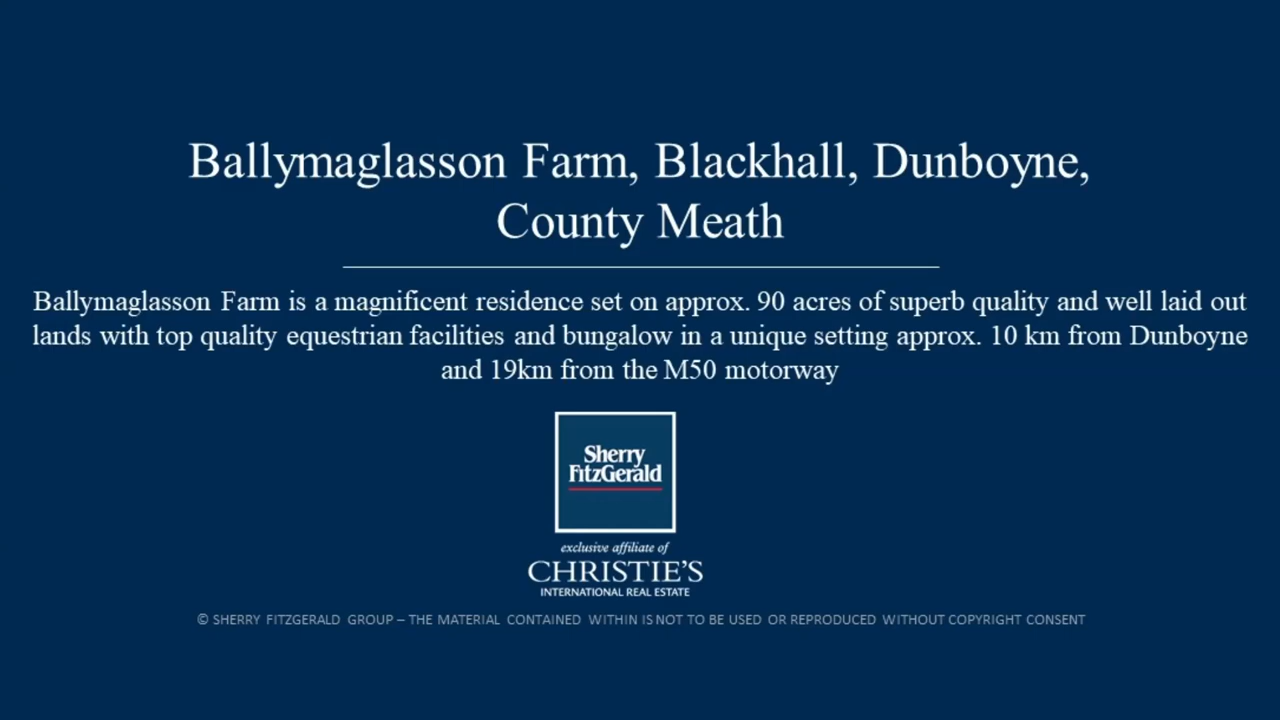 Ballymaglasson Farm, Blackhall, Dunboyne,
County Meath
Ballymaglasson Farm is a magnificent residence set on approx. 90 acres of superb quality and well laid out
lands with top quality equestrian facilities and bungalow in a unique setting approx. 10 km from Dunboyne
and 19km from the M50 motorway
Sherry
FitzGerald
exclusive affiliate of
CHRISTIE'S
INTERNATIONAL REAL ESTATE
© SHERRY FITZGERALD GROUP – THE MATERIAL CONTAINED WITHIN IS NOT TO BE USED OR REPRODUCED WITHOUT COPYRIGHT CONSENT